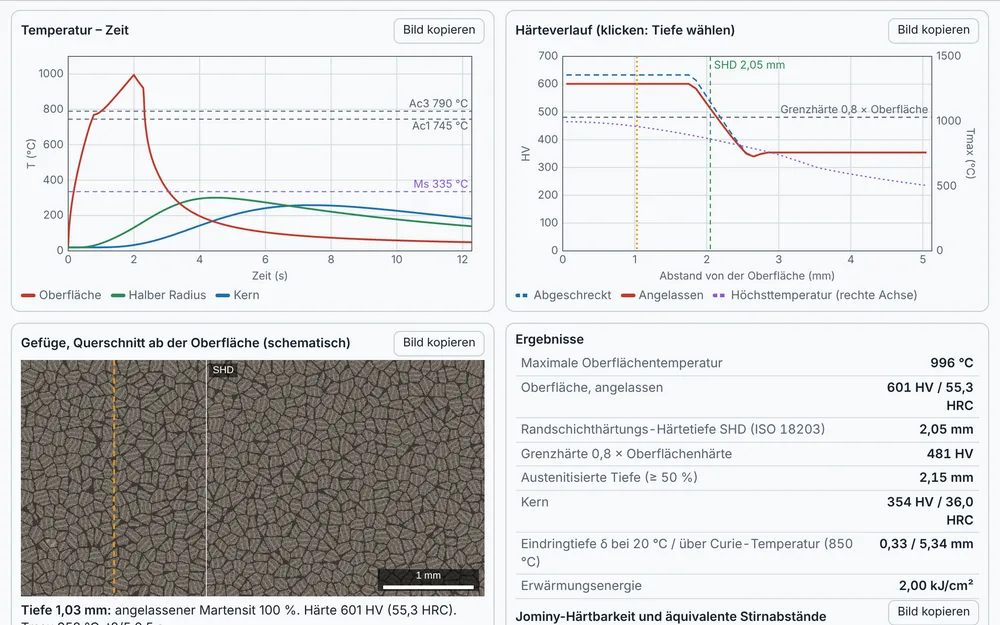 Temperatur – Zeit
Bild kopieren
1000
800
600
400
200
0
T (°C)
Ac3 790 °C
Ac1 745 °C
Ms 335 °C
0 2 4 6 8 10 12
Zeit (s)
Oberfläche Halber Radius Kern
Härteverlauf (klicken: Tiefe wählen)
Bild kopieren
700
600
500
400
300
200
100
0
HV
SHD 2,05 mm
Grenzhärte 0,8 × Oberfläche
1500
1000
500
0
Tmax (°C)
0 1 2 3 4 5
Abstand von der Oberfläche (mm)
Abgeschreckt Angelassen Höchsttemperatur (rechte Achse)
Gefüge, Querschnitt ab der Oberfläche (schematisch)
Bild kopieren
SHD
1 mm
Tiefe 1,03 mm: angelassener Martensit 100 %. Härte 601 HV (55,3 HRC).
Ergebnisse
Maximale Oberflächentemperatur 996 °C
Oberfläche, angelassen 601 HV / 55,3
HRC
Randschichthärtungs-Härtetiefe SHD (ISO 18203) 2,05 mm
Grenzhärte 0,8 × Oberflächenhärte 481 HV
Austenitisierte Tiefe (≥ 50 %) 2,15 mm
Kern 354 HV / 36,0
HRC
Eindringtiefe δ bei 20 °C / über Curie-Temperatur (850 0,33 / 5,34 mm
°C)
Erwärmungsenergie 2,00 kJ/cm²
Jominy-Härtbarkeit und äquivalente Stirnabstände
Bild kopieren